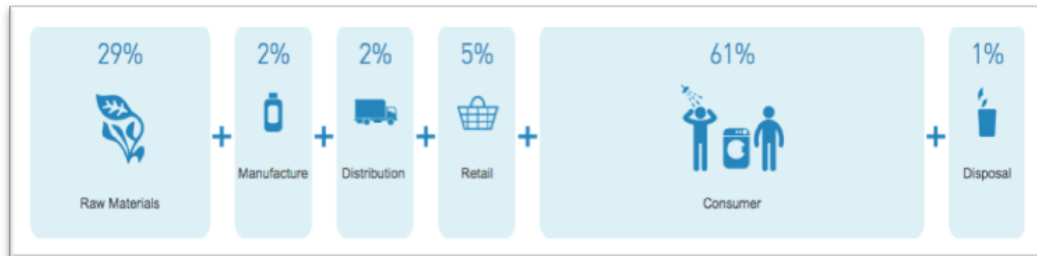 29%
2%
2%
5%
61%
1%
+
+
+
+
+
Manufacture
Distribution
Retail
Disposal
Raw Materials
Consumer